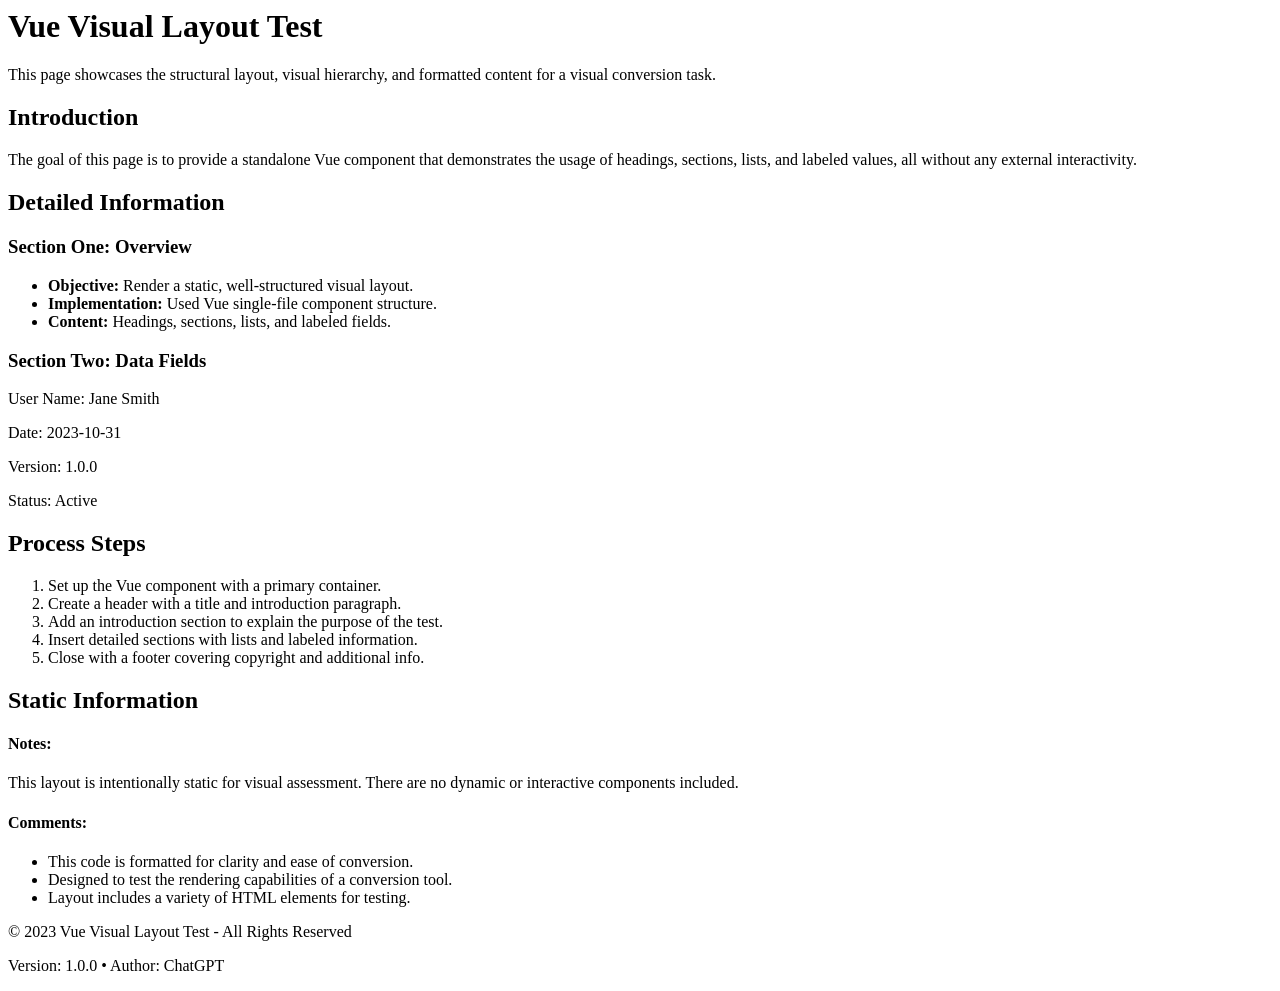 Vue Visual Layout Test
This page showcases the structural layout, visual hierarchy, and formatted content for a visual conversion task.
Introduction
The goal of this page is to provide a standalone Vue component that demonstrates the usage of headings, sections, lists, and labeled values, all without any external interactivity.
Detailed Information
Section One: Overview
• Objective: Render a static, well-structured visual layout.
• Implementation: Used Vue single-file component structure.
• Content: Headings, sections, lists, and labeled fields.
Section Two: Data Fields
User Name: Jane Smith
Date: 2023-10-31
Version: 1.0.0
Status: Active
Process Steps
1. Set up the Vue component with a primary container.
2. Create a header with a title and introduction paragraph.
3. Add an introduction section to explain the purpose of the test.
4. Insert detailed sections with lists and labeled information.
5. Close with a footer covering copyright and additional info.
Static Information
Notes:
This layout is intentionally static for visual assessment. There are no dynamic or interactive components included.
Comments:
• This code is formatted for clarity and ease of conversion.
• Designed to test the rendering capabilities of a conversion tool.
• Layout includes a variety of HTML elements for testing.
© 2023 Vue Visual Layout Test - All Rights Reserved
Version: 1.0.0 • Author: ChatGPT